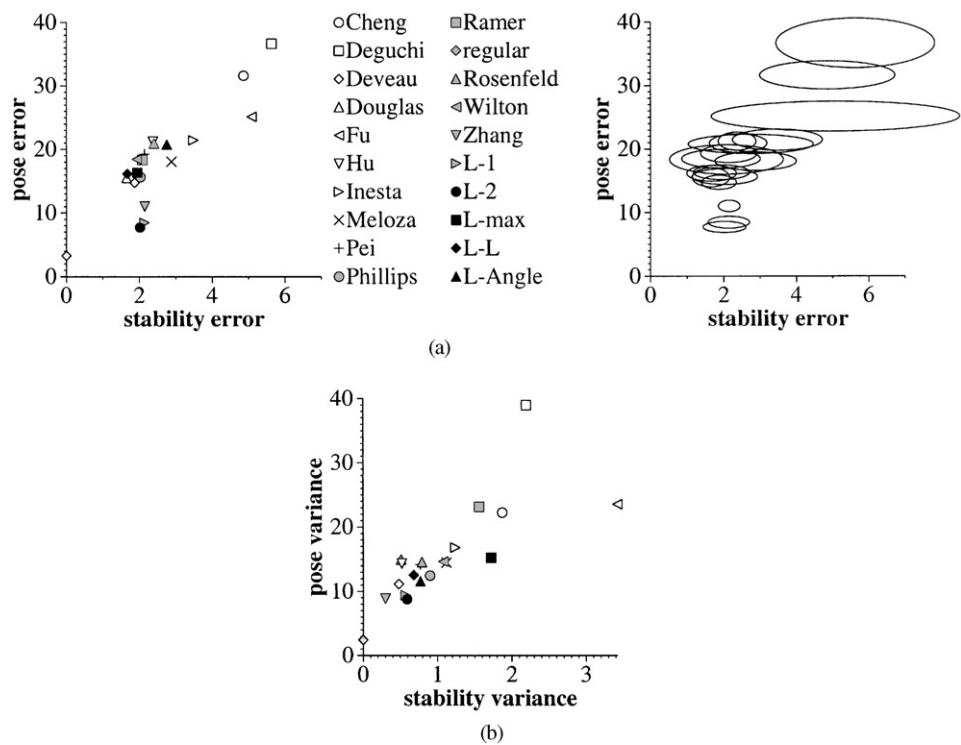 pose error
40
30
20
10
0
0 2 4 6
stability error
Cheng
Deguchi
Deveau
Douglas
Fu
Hu
Inesta
Meloza
Pei
Phillips
Ramer
regular
Rosenfeld
Wilton
Zhang
L-1
L-2
L-max
L-L
L-Angle
pose error
40
30
20
10
0
0 2 4 6
stability error
(a)
pose variance
40
30
20
10
0
0 1 2 3
stability variance
(b)